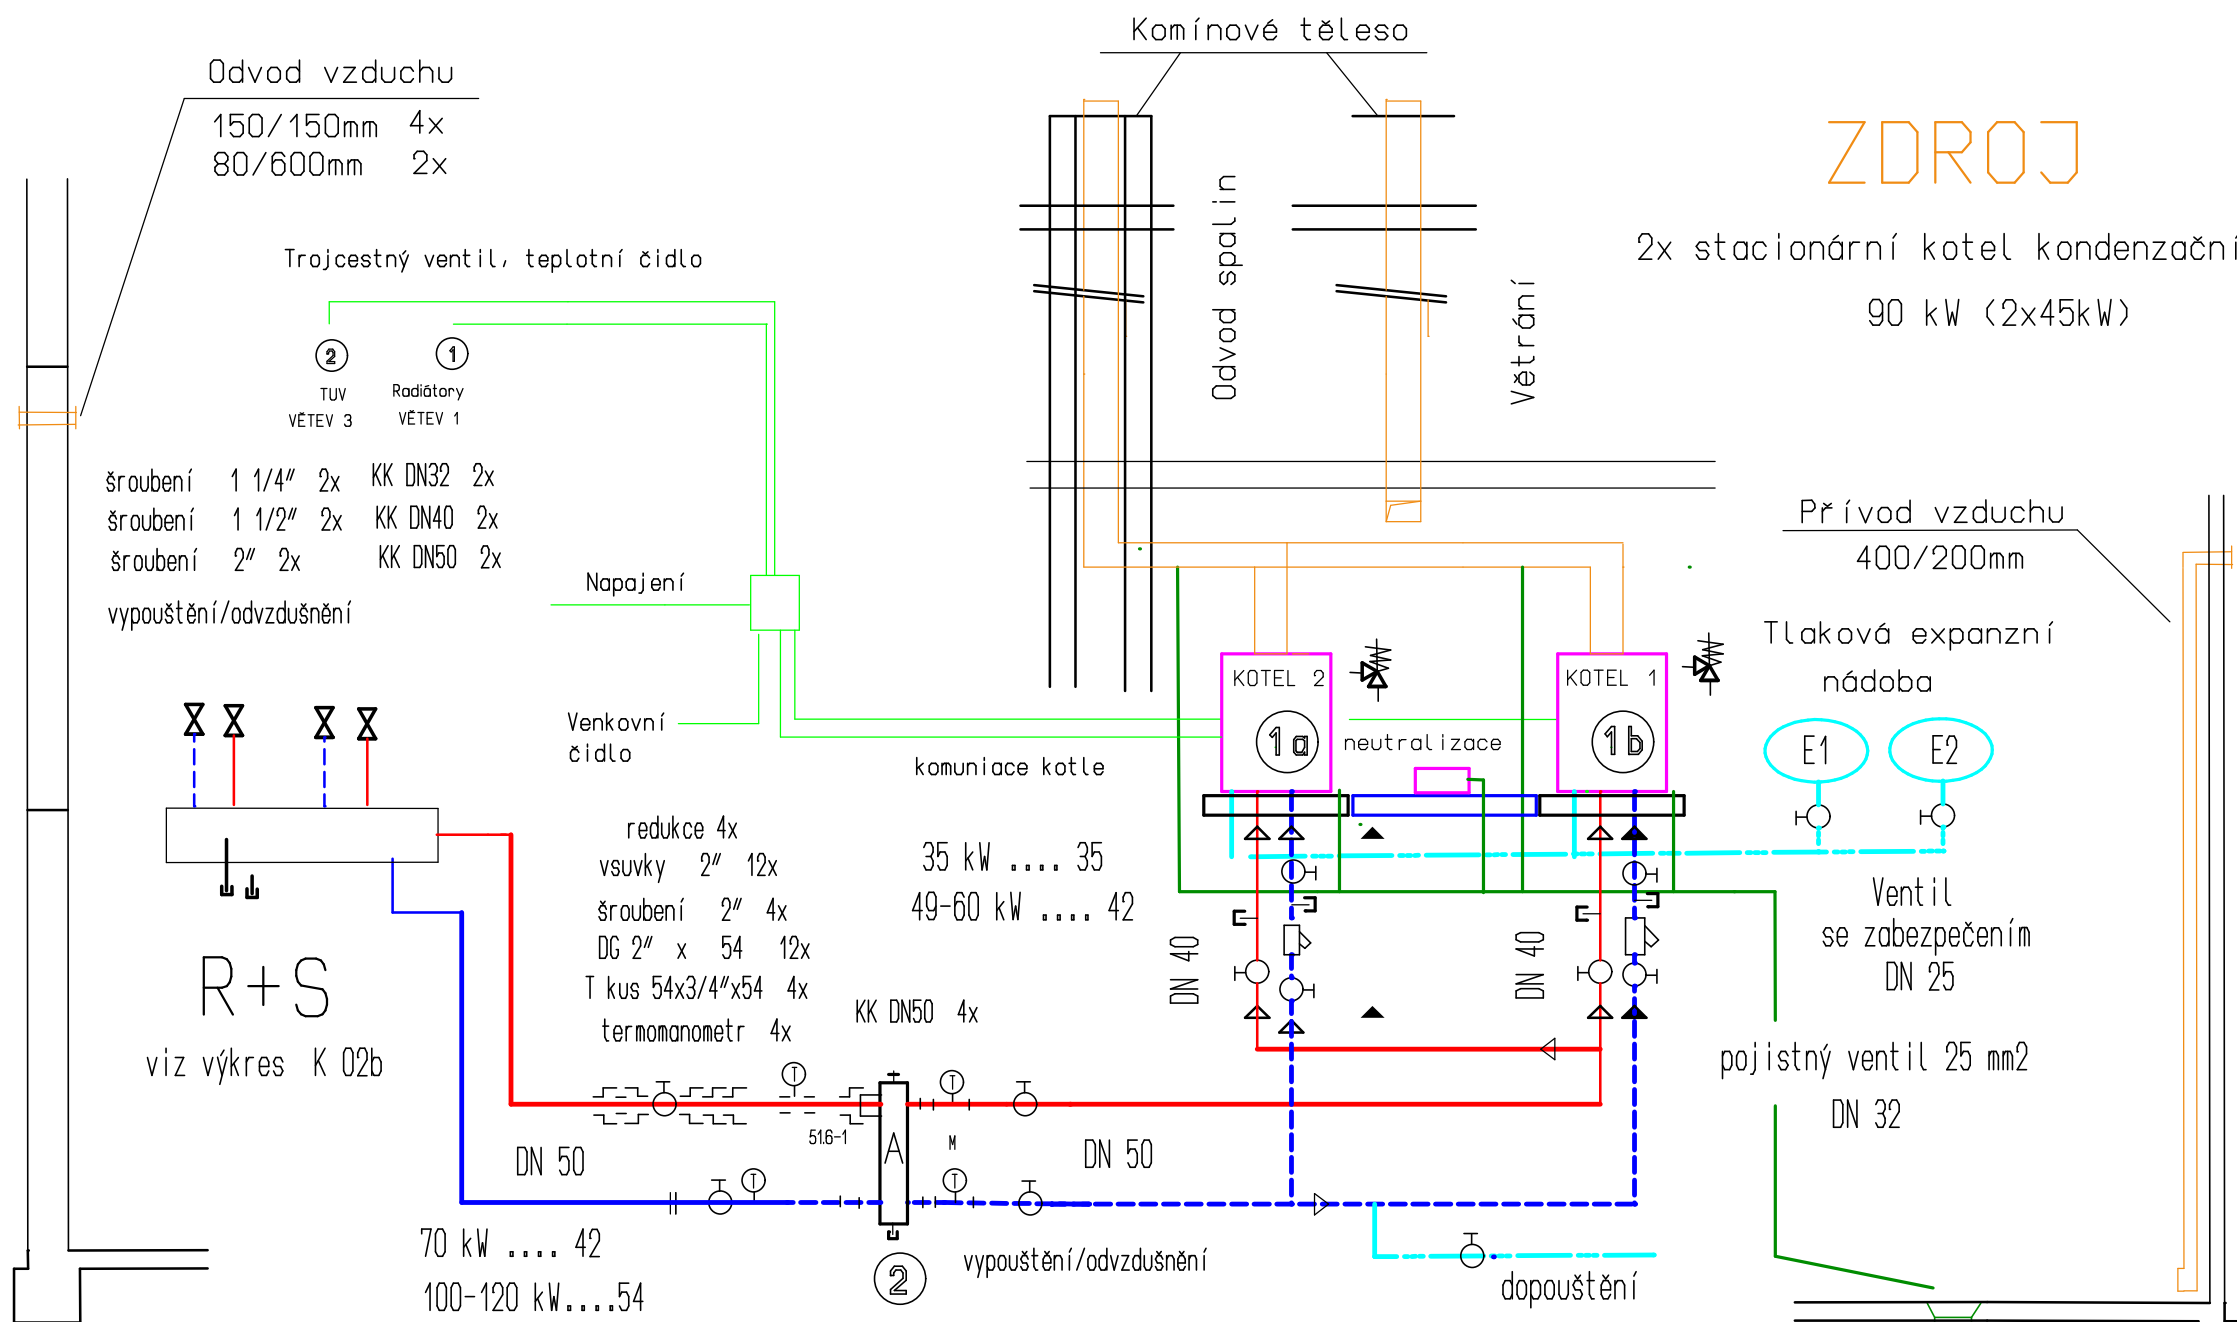 Komínové těleso
Odvod vzduchu
150/150mm 4x
80/600mm 2x
ZDROJ
2x stacionární kotel kondenzační
90 kW (2x45kW)
Odvod spalin
Větrání
Trojcestný ventil, teplotní čidlo
2
1
TUV
VĚTEV 3
Radiátory
VĚTEV 1
šroubení 1 1/4" 2x KK DN32 2x
šroubení 1 1/2" 2x KK DN40 2x
šroubení 2" 2x KK DN50 2x
vypouštění/odvzdušnění
Napajení
Venkovní
čidlo
komuniace kotle
Přívod vzduchu
400/200mm
Tlaková expanzní
nádoba
E1
E2
KOTEL 2
1a
neutralizace
KOTEL 1
1b
redukce 4x
vsuvky 2" 12x
šroubení 2" 4x
DG 2" x 54 12x
T kus 54x3/4"x54 4x
termomanometr 4x
35 kW .... 35
49-60 kW .... 42
KK DN50 4x
DN 40
DN 40
Ventil
se zabezpečením
DN 25
pojistný ventil 25 mm2
DN 32
R+S
viz výkres K 02b
T
T
51.6-1
A
M
DN 50
DN 50
T
T
70 kW .... 42
100-120 kW....54
2
vypouštění/odvzdušnění
dopouštění